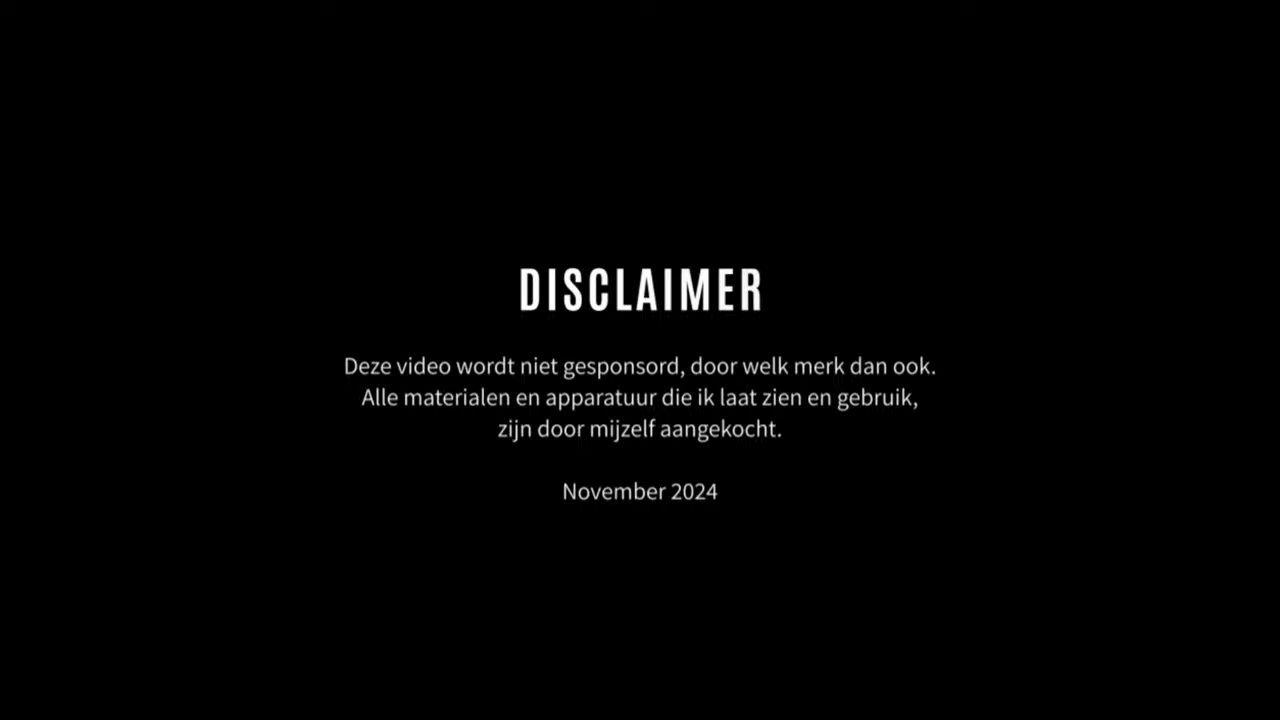 DISCLAIMER
Deze video wordt niet gesponsord, door welk merk dan ook.
Alle materialen en apparatuur die ik laat zien en gebruik,
zijn door mijzelf aangekocht.
November 2024